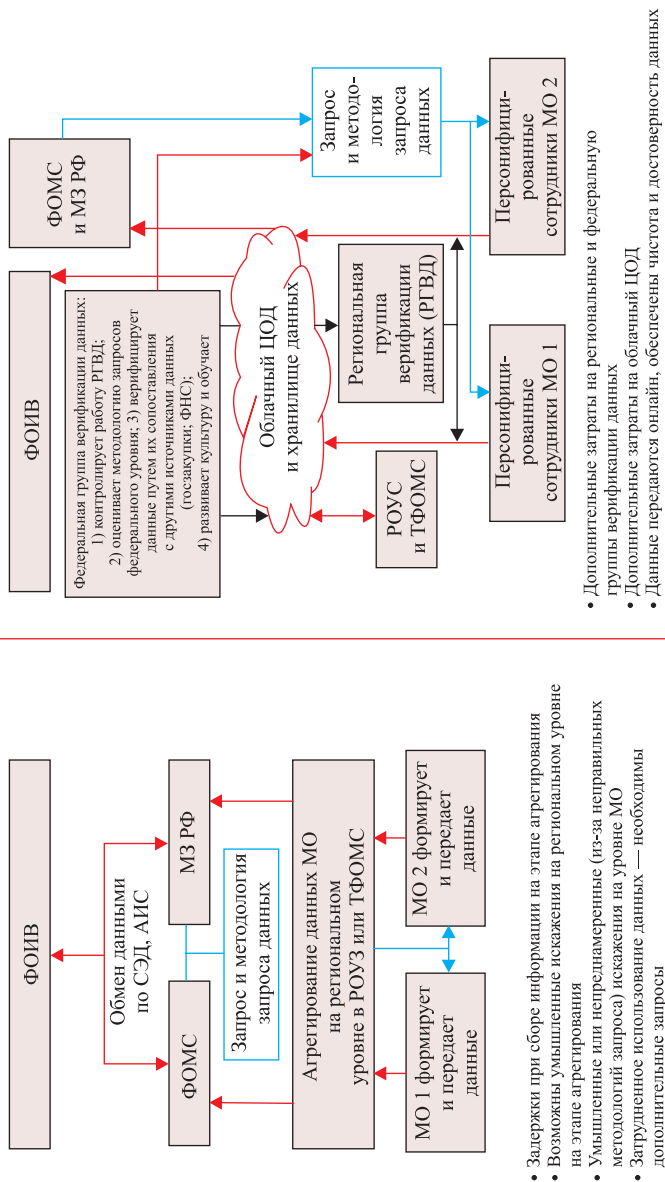 ФОИВ
Обмен данными
по СЭД, АИС
ФОМС
МЗ РФ
Запрос и методология
запроса данных
Агрегирование данных МО
на региональном
уровне в РОУЗ или ТФОМС
МО 1 формирует
и передает
данные
МО 2 формирует
и передает
данные
• Задержки при сборе информации на этапе агрегирования
• Возможны умышленные искажения на региональном уровне
на этапе агрегирования
• Умышленные или непреднамеренные (из-за неправильных
методологий запроса) искажения на уровне МО
• Затрудненное использование данных — необходимы
дополнительные запросы
ФОИВ
ФОМС
и МЗ РФ
Федеральная группа верификации данных:
1) контролирует работу РГВД;
2) оценивает методологию запросов
федерального уровня; 3) верифицирует
данные путем их сопоставления
с другими источниками данных
(госзакупки; ФНС);
4) развивает культуру и обучает
Запрос
и методо-
логия
запроса
данных
Облачный ЦОД
и хранилище данных
РОУС
и ТФОМС
Региональная
группа
верификации
данных (РГВД)
Персонифици-
рованные
сотрудники МО 1
Персонифици-
рованные
сотрудники МО 2
• Дополнительные затраты на региональные и федеральную
группы верификации данных
• Дополнительные затраты на облачный ЦОД
• Данные передаются онлайн, обеспечены чистота и достоверность данных